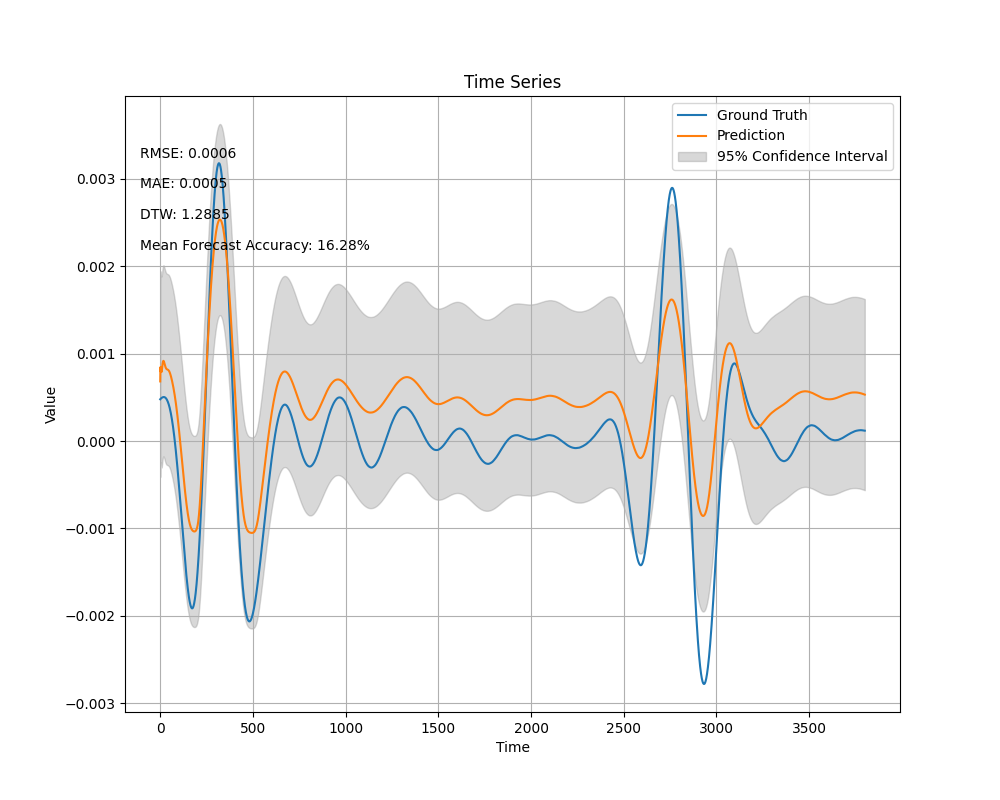 Time Series
Ground Truth
Prediction
95% Confidence Interval
RMSE: 0.0006
MAE: 0.0005
DTW: 1.2885
Mean Forecast Accuracy: 16.28%
Value
0.003
0.002
0.001
0.000
−0.001
−0.002
−0.003
0 500 1000 1500 2000 2500 3000 3500
Time